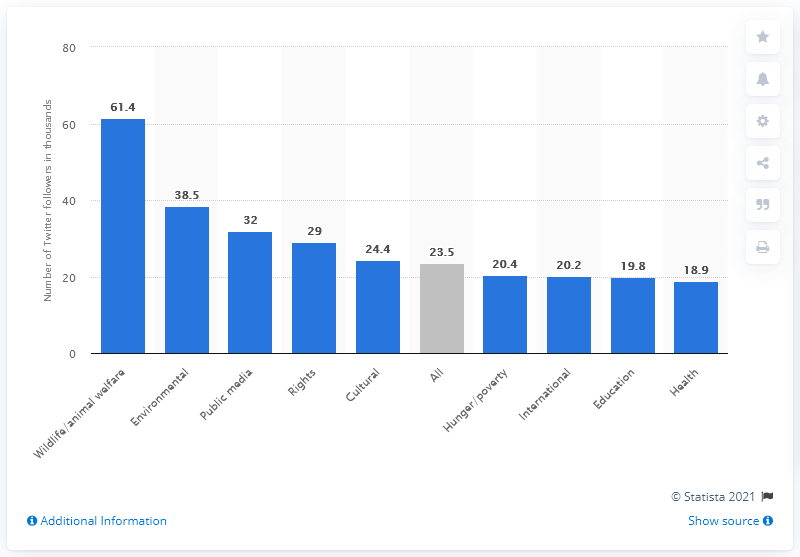 80
60
40
20
0
Number of Twitter followers in thousands
61.4
38.5
32
29
24.4
23.5
20.4
20.2
19.8
18.9
Wildlife/animal welfare
Environmental
Public media
Rights
Cultural
All
Hunger/poverty
International
Education
Health
© Statista 2021
Additional Information
Show source